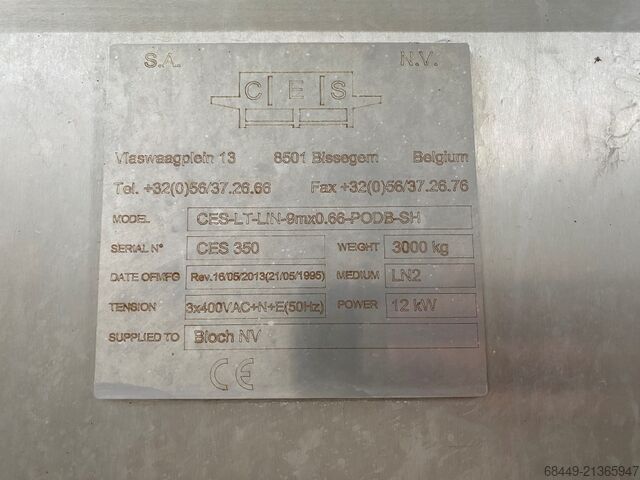 S.A. N.V.
CES
Vlaswaagplein 13 8501 Bissegem Belgium
Tel. +32(0)56/37.26.66 Fax +32(0)56/37.26.76
MODEL CES-LT-LIN-9mx0.66-PODB-SH
SERIAL N° CES 350 WEIGHT 3000 kg
DATE OFMFG Rev.16/05/2013(21/05/1995) MEDIUM LN2
TENSION 3x400VAC+N+E(50Hz) POWER 12 kW
SUPPLIED TO Bloch NV
CE
68449-21365947